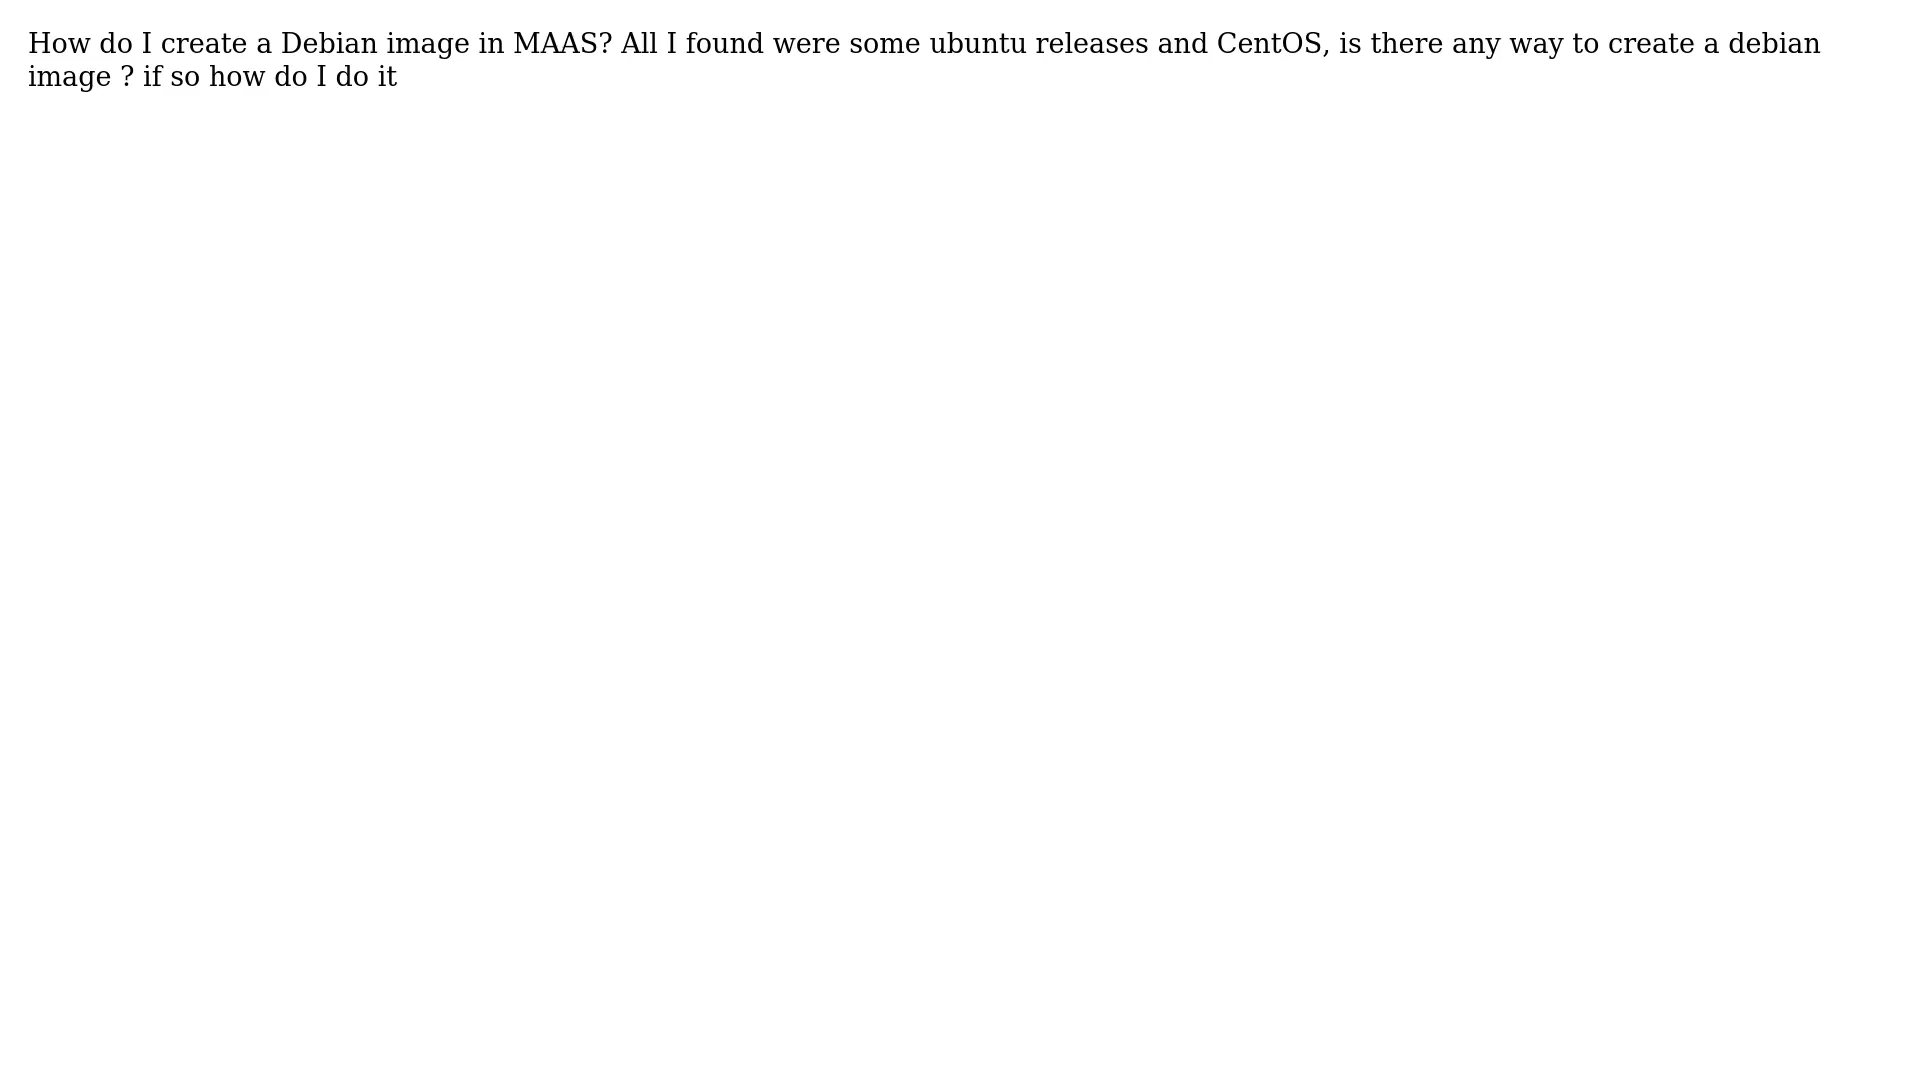 How do I create a Debian image in MAAS? All I found were some ubuntu releases and CentOS, is there any way to create a debian
image ? if so how do I do it